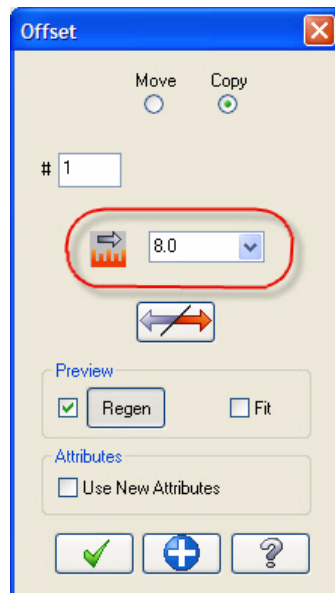 Offset
Move Copy
# 1
8.0
Preview
Regen Fit
Attributes
Use New Attributes